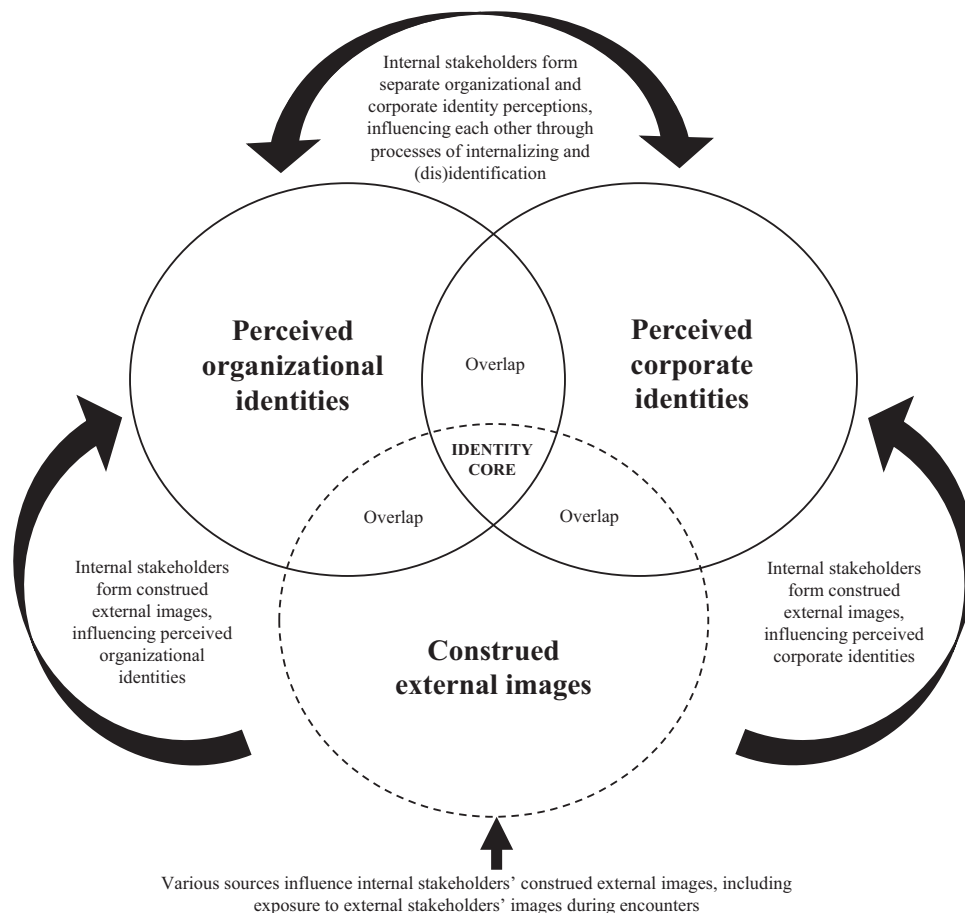 Internal stakeholders form
separate organizational and
corporate identity perceptions,
influencing each other through
processes of internalizing and
(dis)identification
Perceived
organizational
identities
Overlap
Perceived
corporate
identities
IDENTITY
CORE
Overlap
Overlap
Internal stakeholders
form construed
external images,
influencing perceived
organizational
identities
Construed
external images
Internal stakeholders
form construed
external images,
influencing perceived
corporate identities
Various sources influence internal stakeholders’ construed external images, including
exposure to external stakeholders’ images during encounters